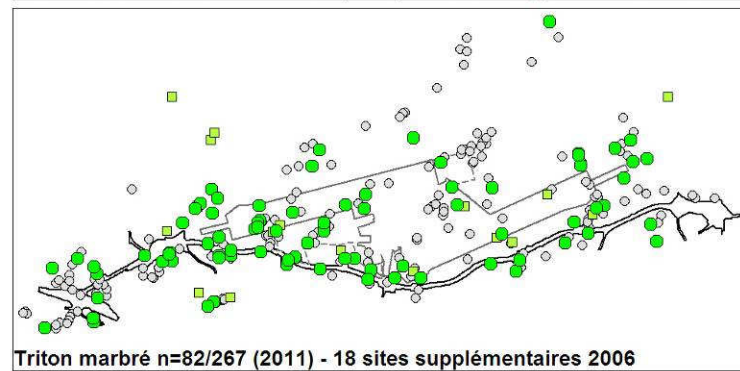 Triton marbré n=82/267 (2011) - 18 sites supplémentaires 2006